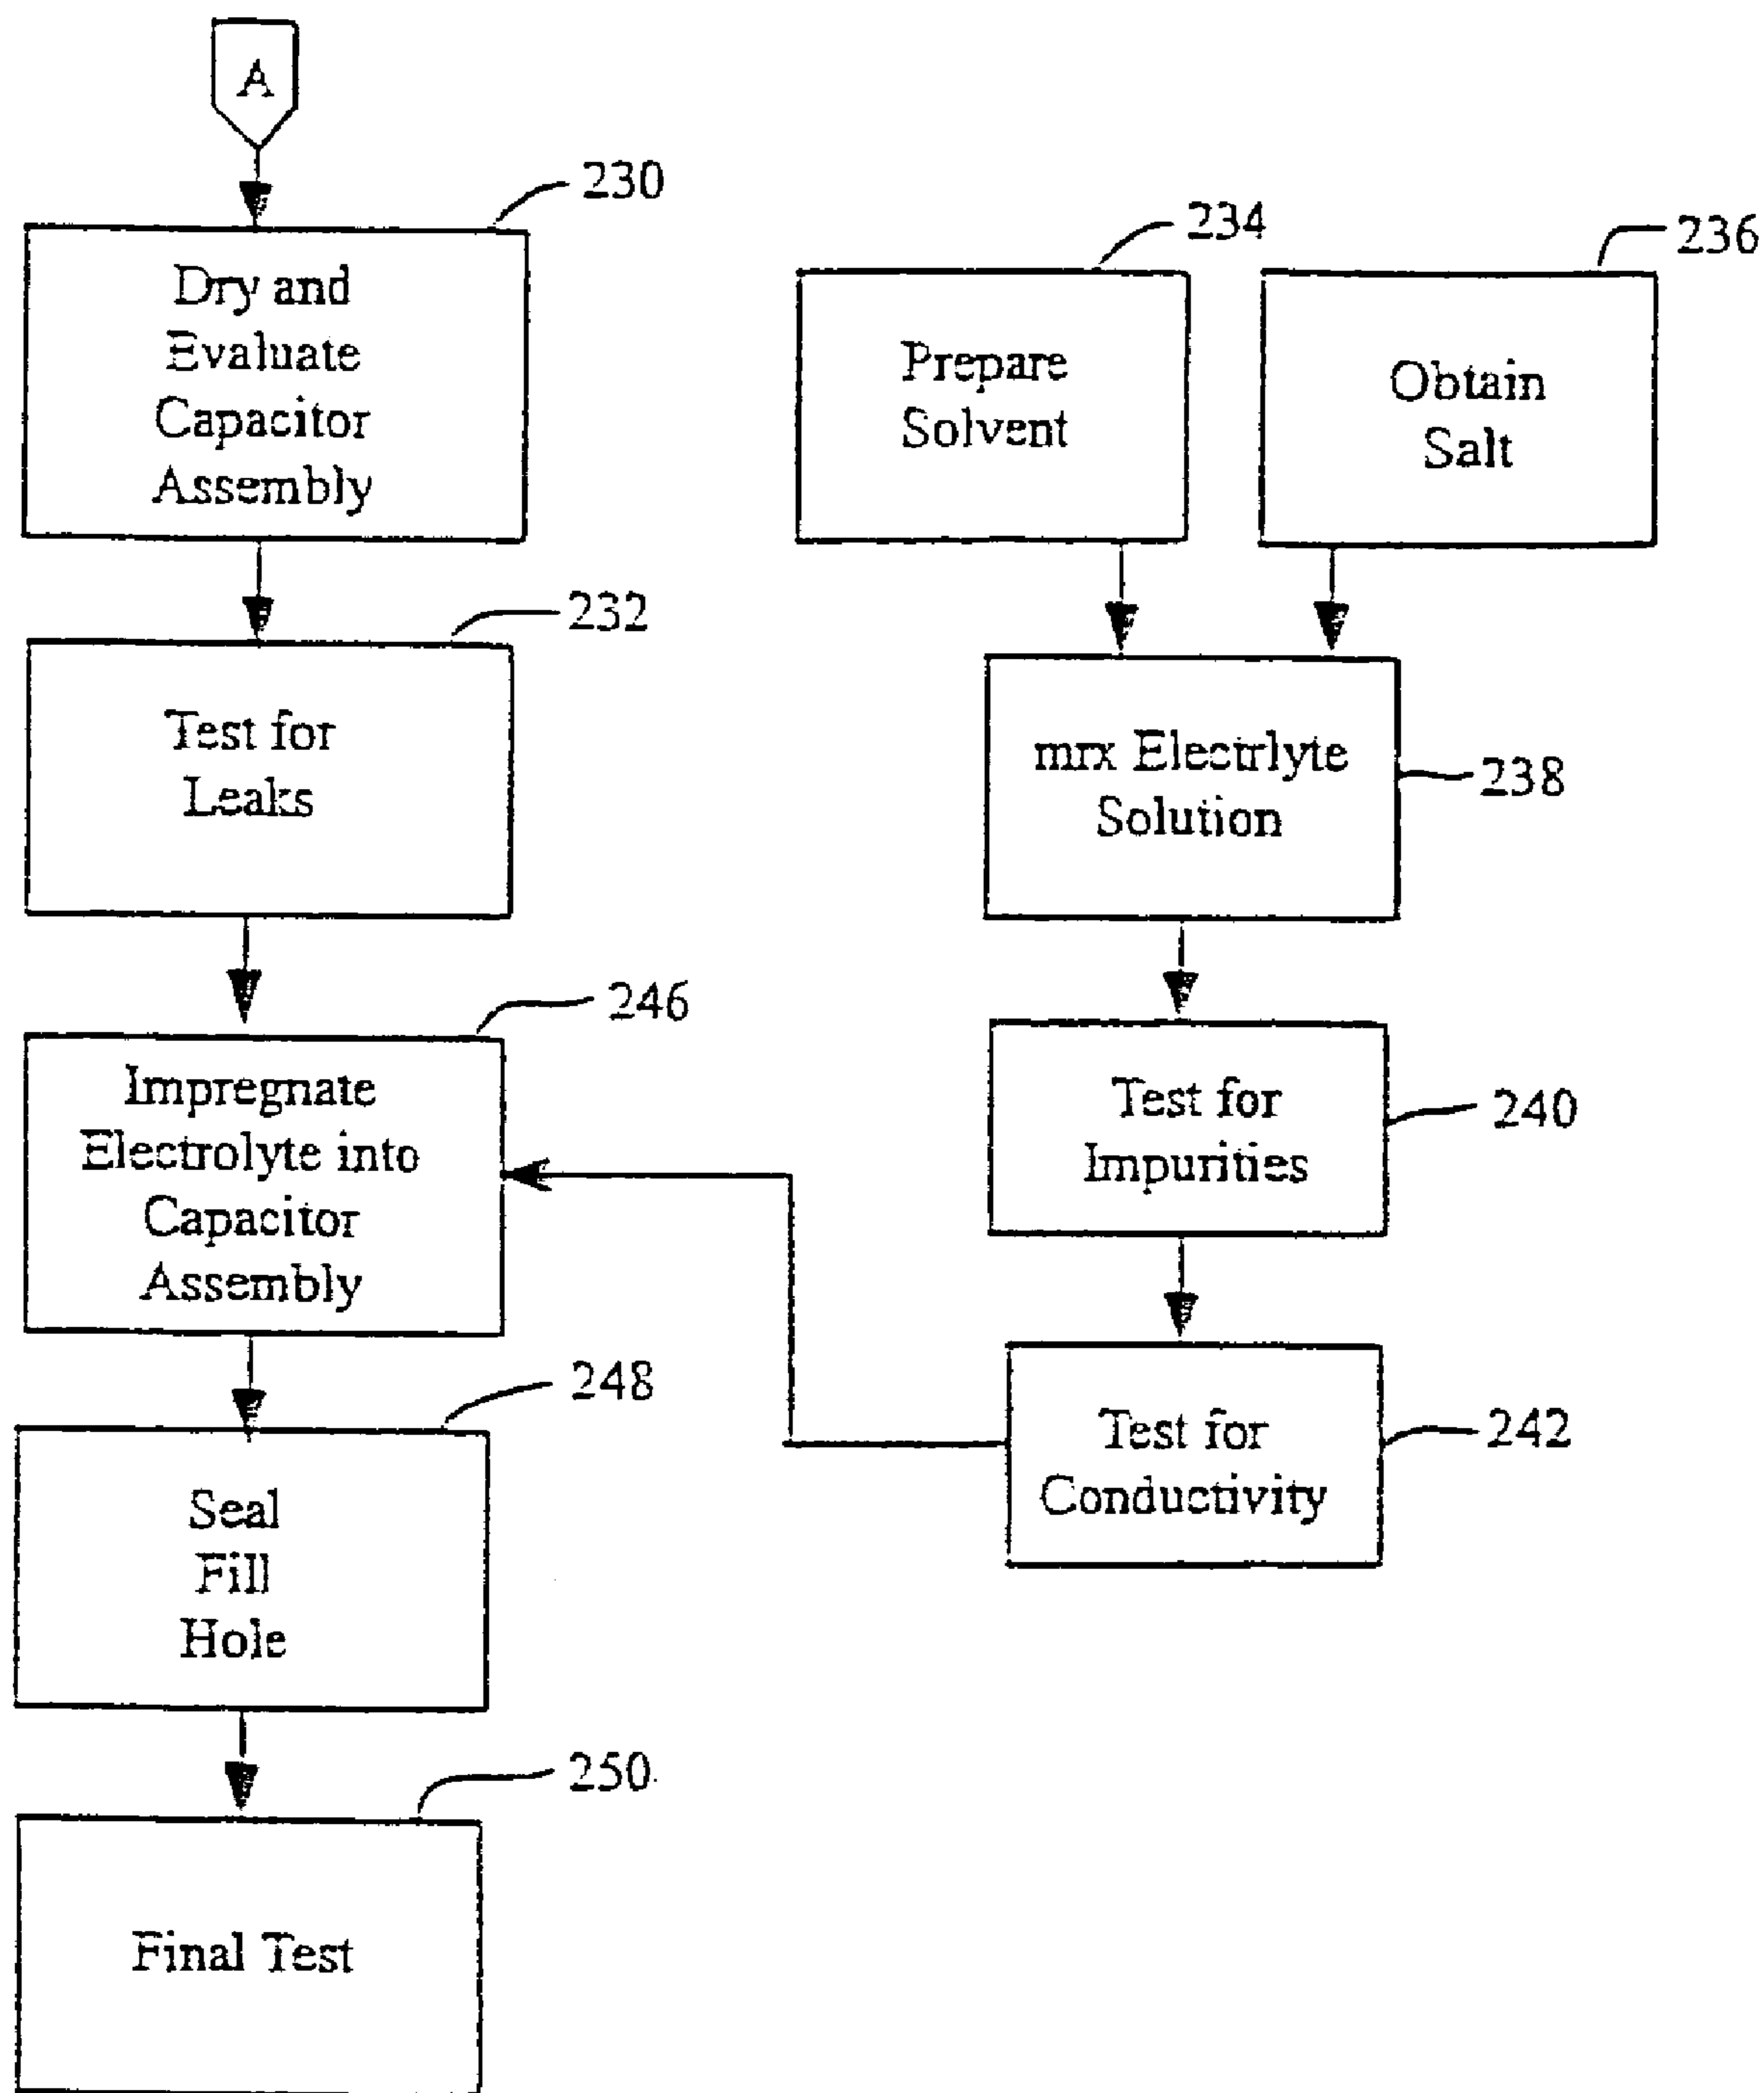 A
230
Dry and
Evaluate
Capacitor
Assembly
232
Test for
Leaks
246
Impregnate
Electrolyte into
Capacitor
Assembly
248
Seal
Fill
Hole
250
Final Test
234
Prepare
Solvent
236
Obtain
Salt
mrx Electrlyte
Solution
238
Test for
Impurities
240
Test for
Conductivity
242